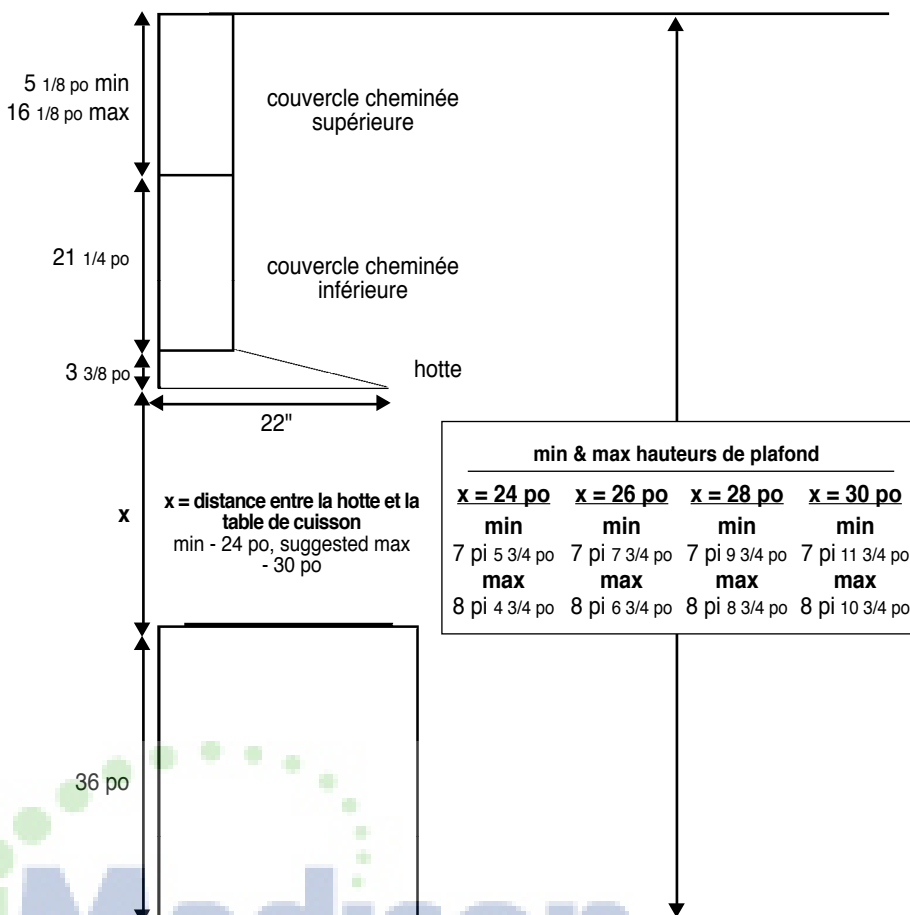 5 1/8 po min
16 1/8 po max
couvercle cheminée
supérieure
21 1/4 po
couvercle cheminée
inférieure
3 3/8 po
hotte
22"
x
x = distance entre la hotte et la
table de cuisson
min - 24 po, suggested max
- 30 po
min & max hauteurs de plafond
x = 24 po x = 26 po x = 28 po x = 30 po
min min min min
7 pi 5 3/4 po 7 pi 7 3/4 po 7 pi 9 3/4 po 7 pi 11 3/4 po
max max max max
8 pi 4 3/4 po 8 pi 6 3/4 po 8 pi 8 3/4 po 8 pi 10 3/4 po
36 po